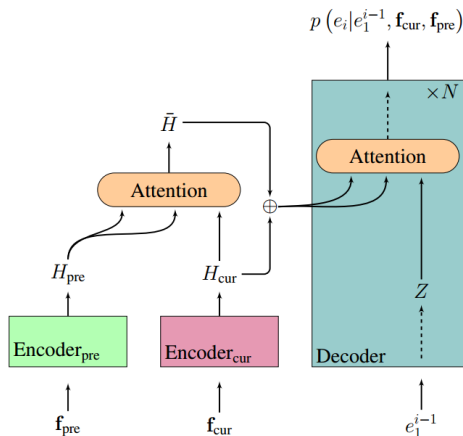 p (e_i|e_1^{i-1}, f_cur, f_pre)
×N
H̄
Attention
Attention
⊕
H_pre
H_cur
Z
Encoder_pre
Encoder_cur
Decoder
f_pre
f_cur
e_1^{i-1}